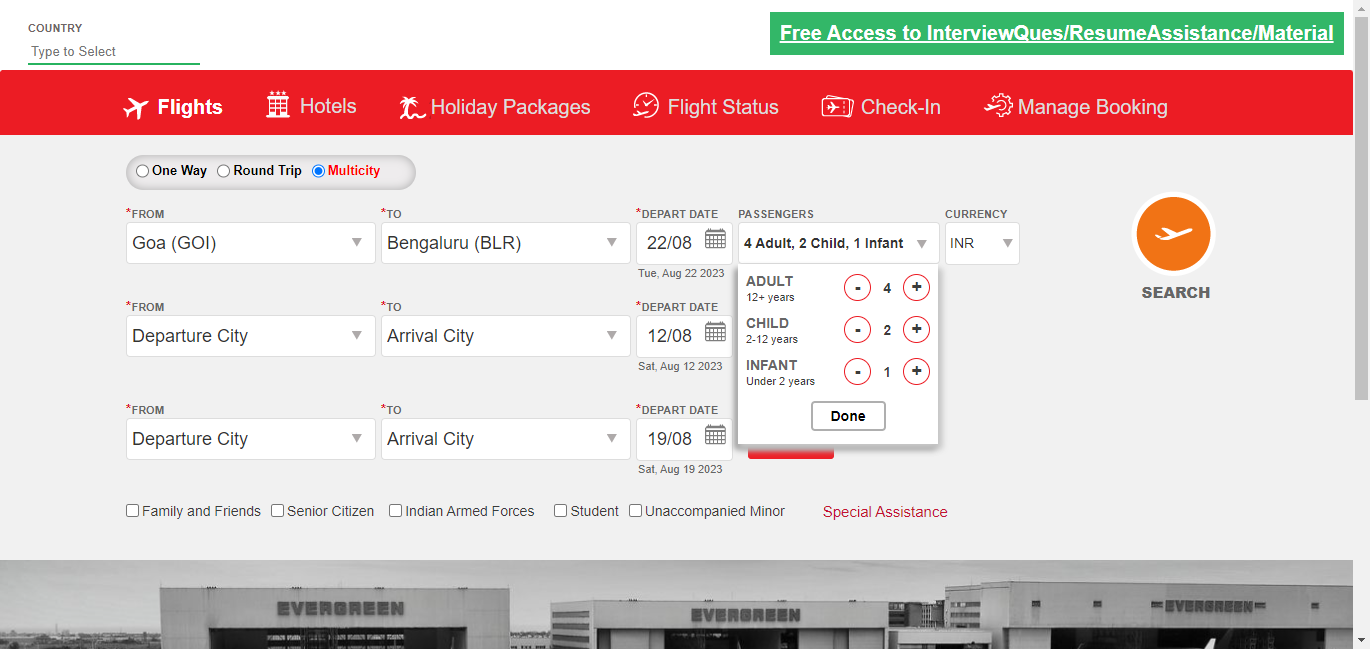 COUNTRY
Type to Select
Free Access to InterviewQues/ResumeAssistance/Material
Flights
Hotels
Holiday Packages
Flight Status
Check-In
Manage Booking
One Way
Round Trip
Multicity
*FROM
*TO
*DEPART DATE
PASSENGERS
CURRENCY
Goa (GOI)
Bengaluru (BLR)
22/08
4 Adult, 2 Child, 1 Infant
INR
Tue, Aug 22 2023
SEARCH
ADULT
12+ years
- 4 +
CHILD
2-12 years
- 2 +
INFANT
Under 2 years
- 1 +
Done
*FROM
*TO
*DEPART DATE
Departure City
Arrival City
12/08
Sat, Aug 12 2023
*FROM
*TO
*DEPART DATE
Departure City
Arrival City
19/08
Sat, Aug 19 2023
Family and Friends
Senior Citizen
Indian Armed Forces
Student
Unaccompanied Minor
Special Assistance
EVERGREEN
EVERGREEN
EVERGREEN